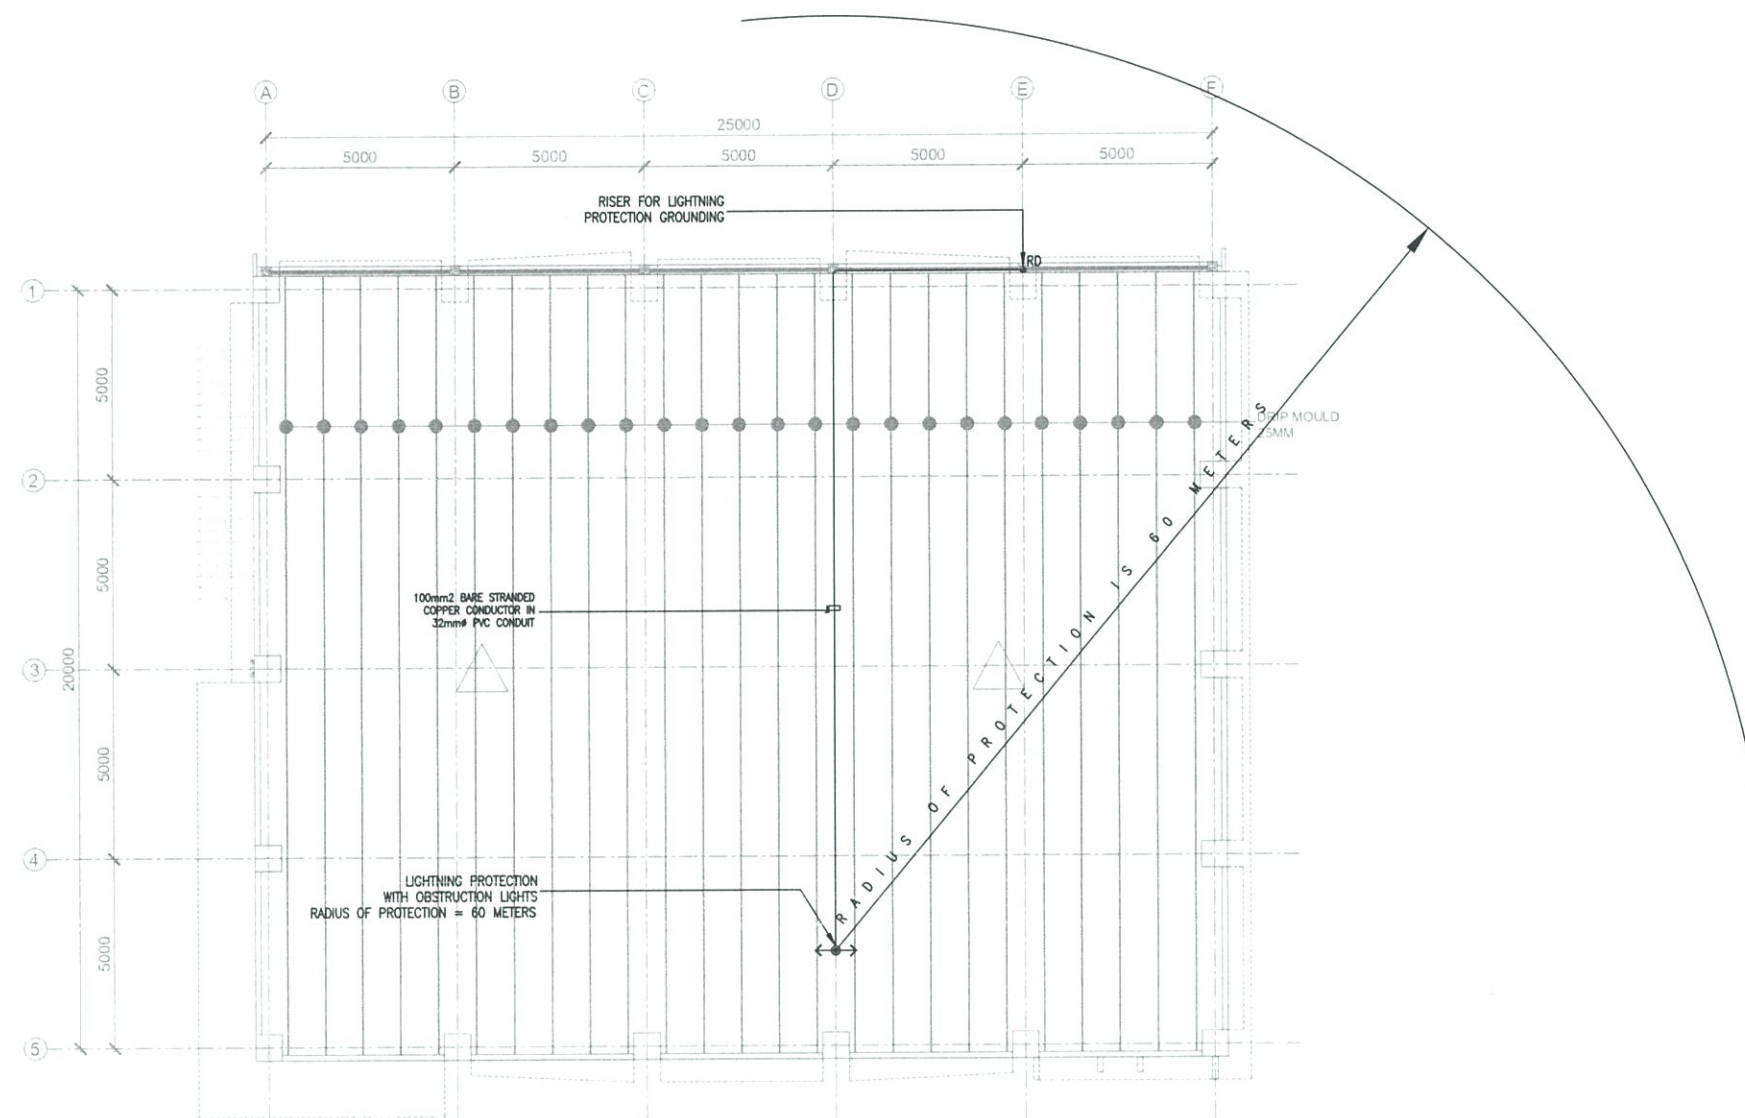 A
B
C
D
E
F
25000
5000
5000
5000
5000
5000
RISER FOR LIGHTNING
PROTECTION GROUNDING
RD
1
5000
DRIP MOULD
25MM
2
5000
100mm2 BARE STRANDED
COPPER CONDUCTOR IN
32mmø PVC CONDUIT
3
20000
5000
RADIUS OF PROTECTION IS 60 METERS
4
LIGHTNING PROTECTION
WITH OBSTRUCTION LIGHTS
RADIUS OF PROTECTION = 60 METERS
5000
5